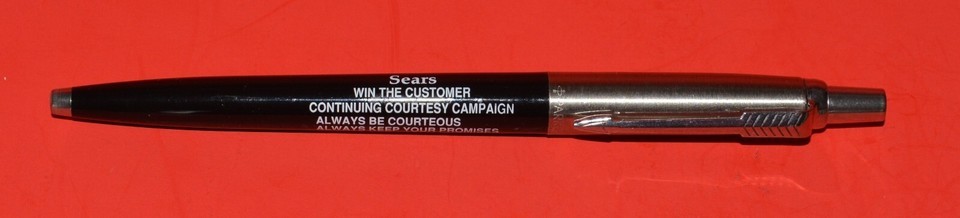 Sears
WIN THE CUSTOMER
CONTINUING COURTESY CAMPAIGN
ALWAYS BE COURTEOUS
ALWAYS KEEP YOUR PROMISES